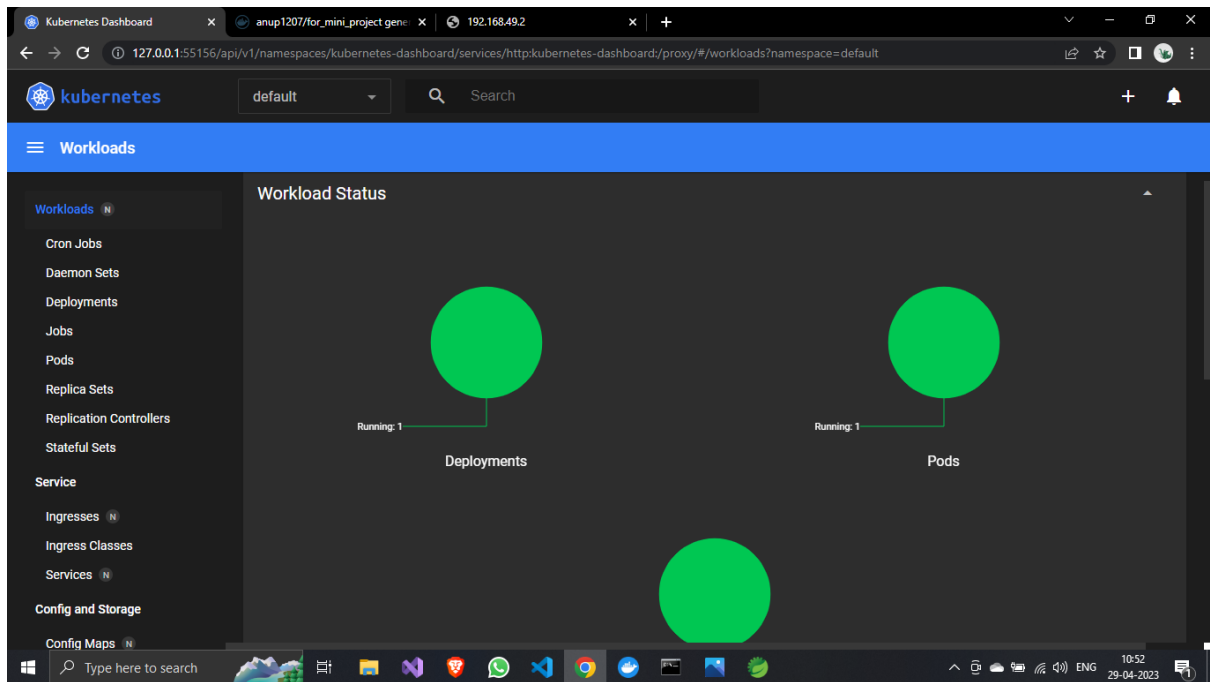 Kubernetes Dashboard
anup1207/for_mini_project gene
192.168.49.2
127.0.0.1:55156/api/v1/namespaces/kubernetes-dashboard/services/http:kubernetes-dashboard:/proxy/#/workloads?namespace=default
kubernetes
default
Search
Workloads
Workloads N
Cron Jobs
Daemon Sets
Deployments
Jobs
Pods
Replica Sets
Replication Controllers
Stateful Sets
Service
Ingresses N
Ingress Classes
Services N
Config and Storage
Config Maps N
Workload Status
Running: 1
Deployments
Running: 1
Pods
Type here to search
ENG
10:52
29-04-2023
1